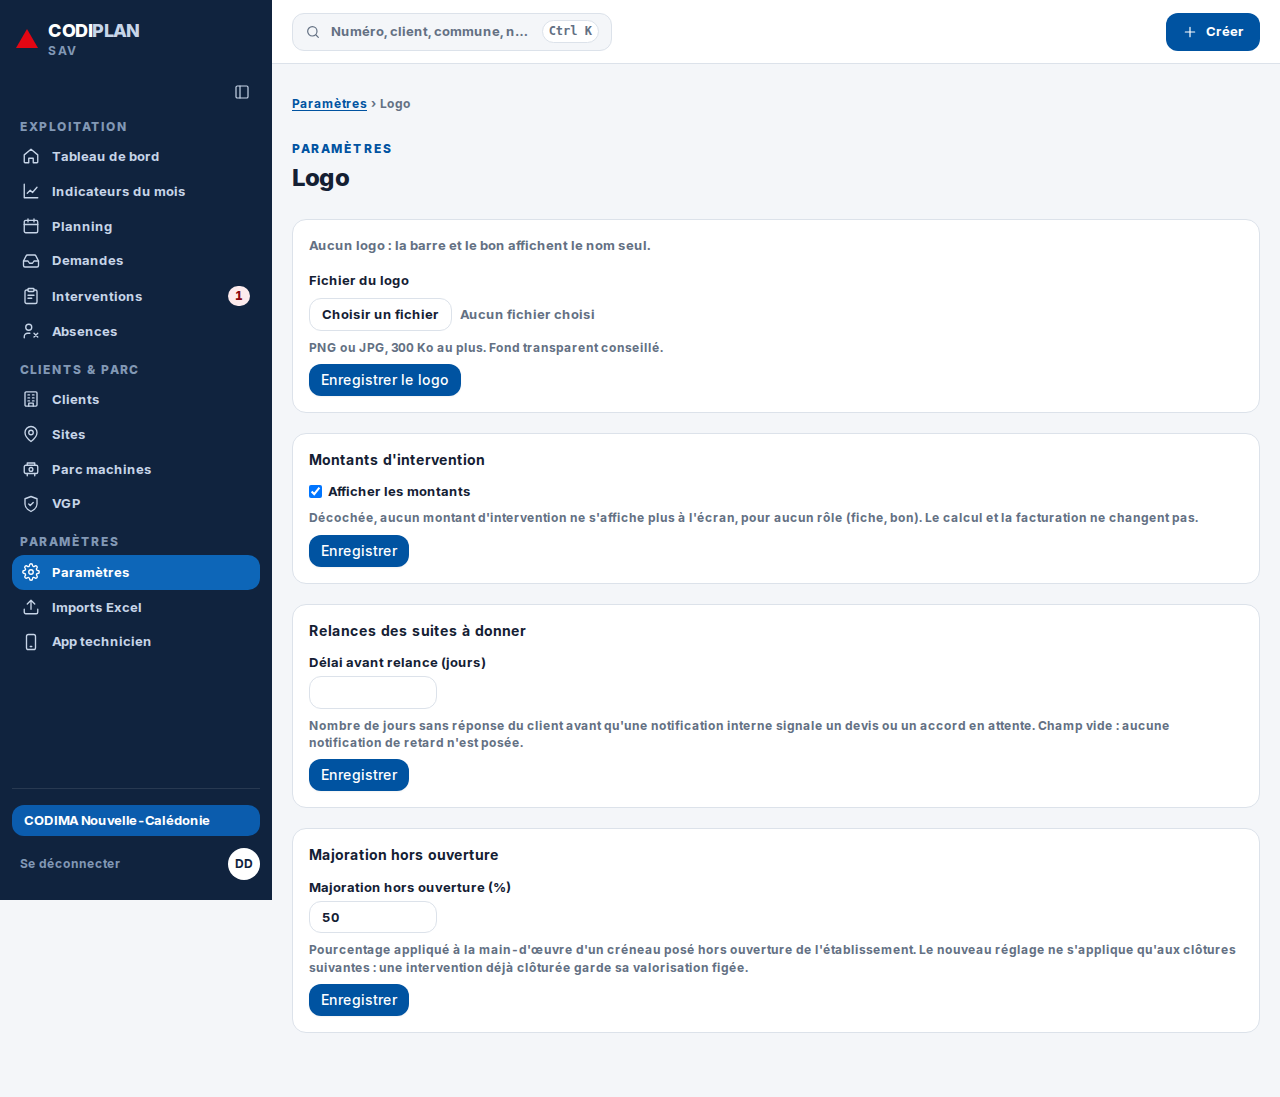 CODIPLAN
SAV
EXPLOITATION
Tableau de bord
Indicateurs du mois
Planning
Demandes
Interventions 1
Absences
CLIENTS & PARC
Clients
Sites
Parc machines
VGP
PARAMÈTRES
Paramètres
Imports Excel
App technicien
CODIMA Nouvelle-Calédonie
Se déconnecter DD
Numéro, client, commune, n… Ctrl K
Créer
Paramètres › Logo
PARAMÈTRES
Logo
Aucun logo : la barre et le bon affichent le nom seul.
Fichier du logo
Choisir un fichier Aucun fichier choisi
PNG ou JPG, 300 Ko au plus. Fond transparent conseillé.
Enregistrer le logo
Montants d'intervention
Afficher les montants
Décochée, aucun montant d'intervention ne s'affiche plus à l'écran, pour aucun rôle (fiche, bon). Le calcul et la facturation ne changent pas.
Enregistrer
Relances des suites à donner
Délai avant relance (jours)
Nombre de jours sans réponse du client avant qu'une notification interne signale un devis ou un accord en attente. Champ vide : aucune
notification de retard n'est posée.
Enregistrer
Majoration hors ouverture
Majoration hors ouverture (%)
50
Pourcentage appliqué à la main-d'œuvre d'un créneau posé hors ouverture de l'établissement. Le nouveau réglage ne s'applique qu'aux clôtures
suivantes : une intervention déjà clôturée garde sa valorisation figée.
Enregistrer